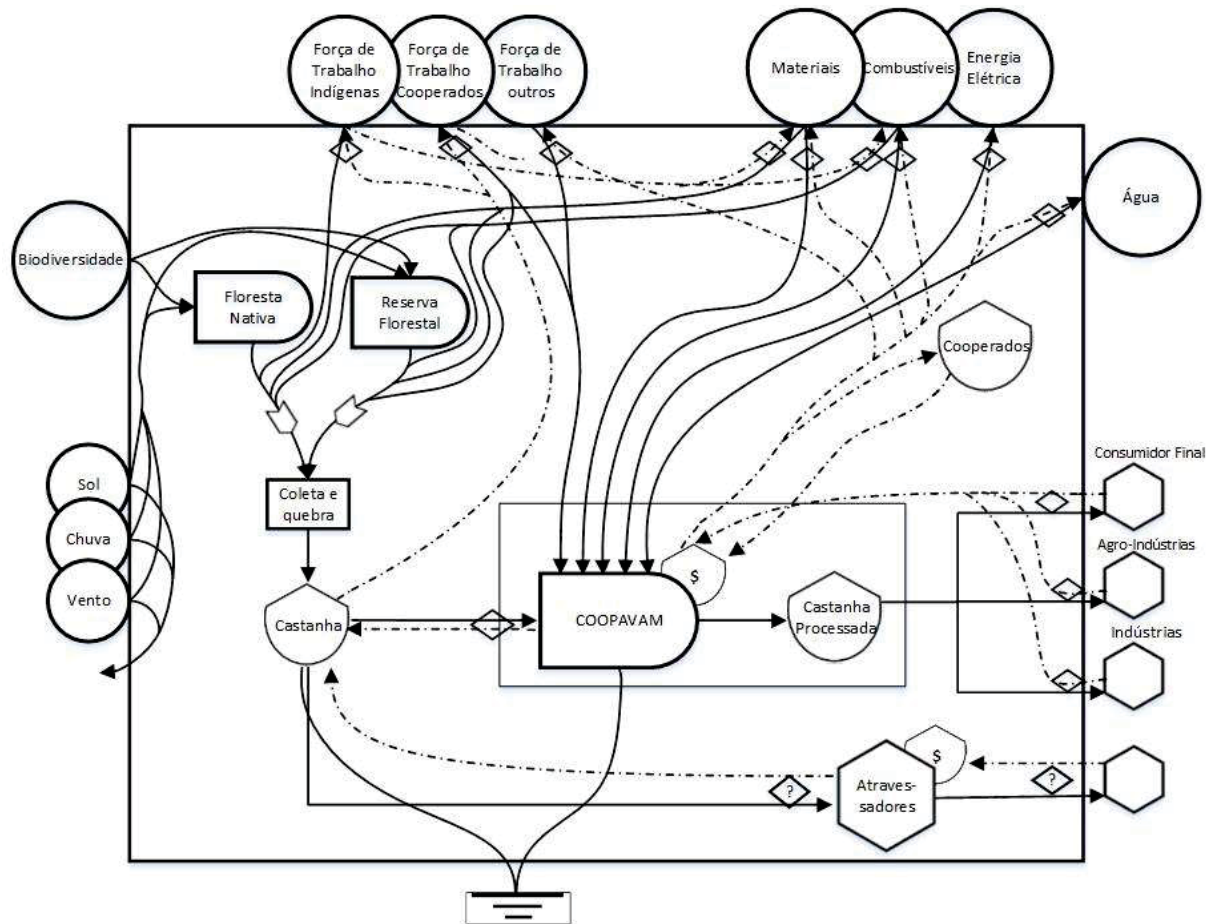 Força de
Trabalho
Indígenas
Força de
Trabalho
Cooperados
Força de
Trabalho
outros
Materiais
Combustíveis
Energia
Elétrica
Água
Biodiversidade
Floresta
Nativa
Reserva
Florestal
Cooperados
Sol
Chuva
Vento
Coleta e
quebra
Castanha
$
COOPAVAM
Castanha
Processada
Consumidor Final
Agro-Indústrias
Indústrias
$
Atraves-
sadores
?
?